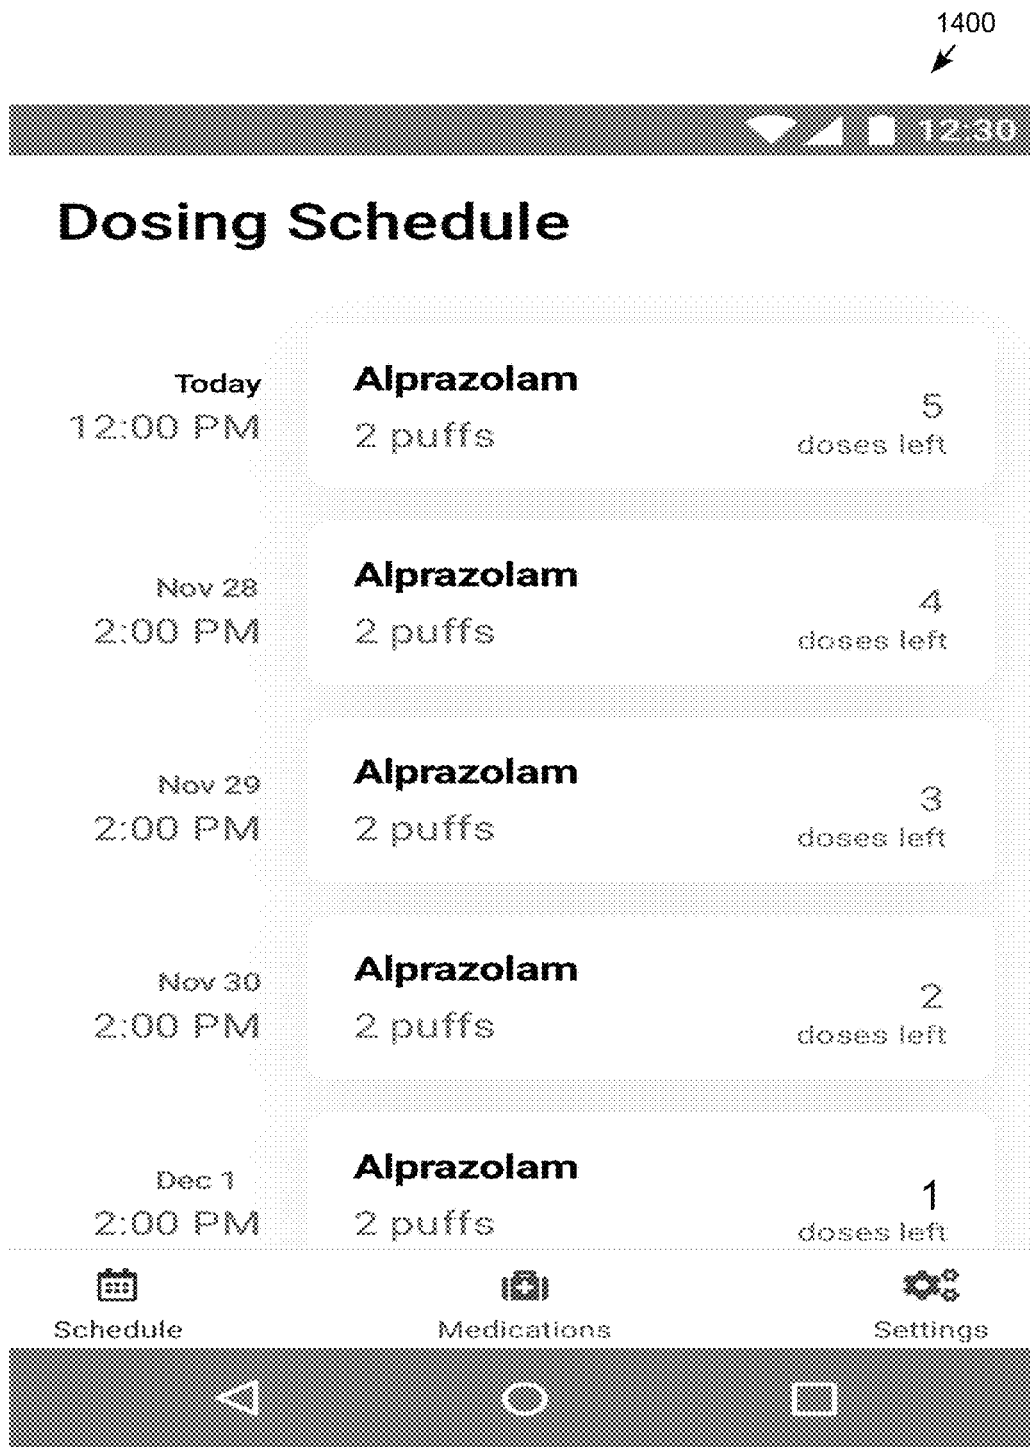 1400
12:30
Dosing Schedule
Today
12:00 PM
Alprazolam
2 puffs
5
doses left
Nov 28
2:00 PM
Alprazolam
2 puffs
4
doses left
Nov 29
2:00 PM
Alprazolam
2 puffs
3
doses left
Nov 30
2:00 PM
Alprazolam
2 puffs
2
doses left
Dec 1
2:00 PM
Alprazolam
2 puffs
1
doses left
Schedule
Medications
Settings